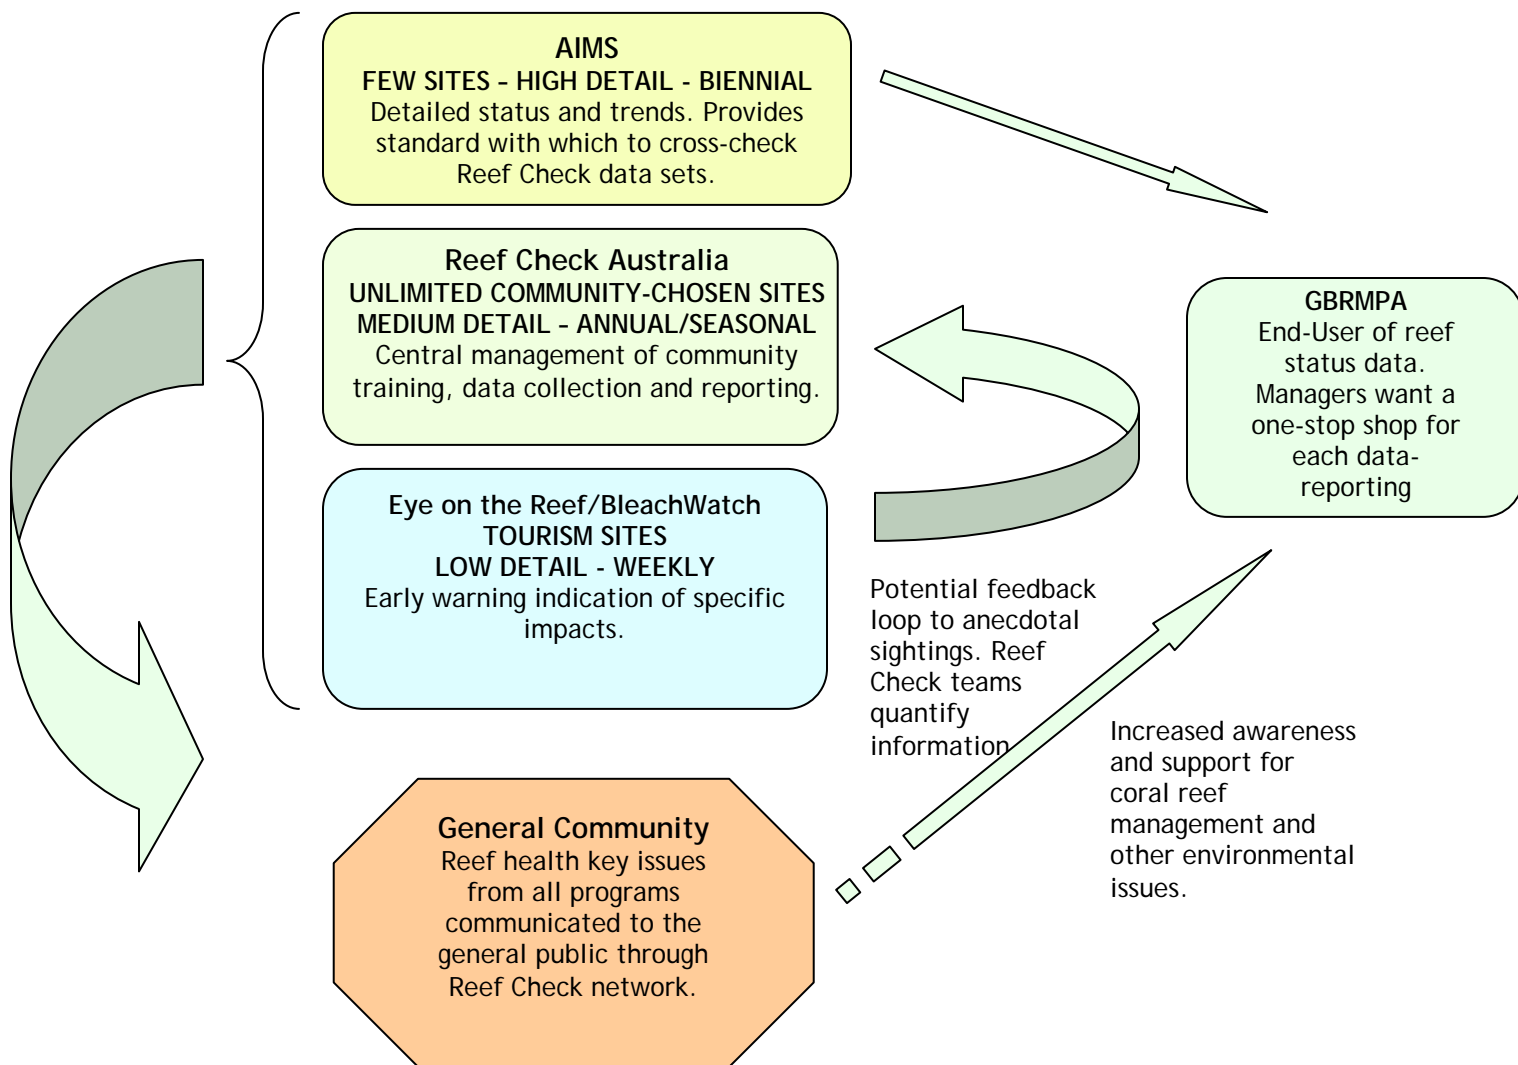 AIMS
FEW SITES – HIGH DETAIL - BIENNIAL
Detailed status and trends. Provides
standard with which to cross-check
Reef Check data sets.
Reef Check Australia
UNLIMITED COMMUNITY-CHOSEN SITES
MEDIUM DETAIL – ANNUAL/SEASONAL
Central management of community
training, data collection and reporting.
Eye on the Reef/BleachWatch
TOURISM SITES
LOW DETAIL - WEEKLY
Early warning indication of specific
impacts.
GBRMPA
End-User of reef
status data.
Managers want a
one-stop shop for
each data-
reporting
Potential feedback
loop to anecdotal
sightings. Reef
Check teams
quantify
information
Increased awareness
and support for
coral reef
management and
other environmental
issues.
General Community
Reef health key issues
from all programs
communicated to the
general public through
Reef Check network.